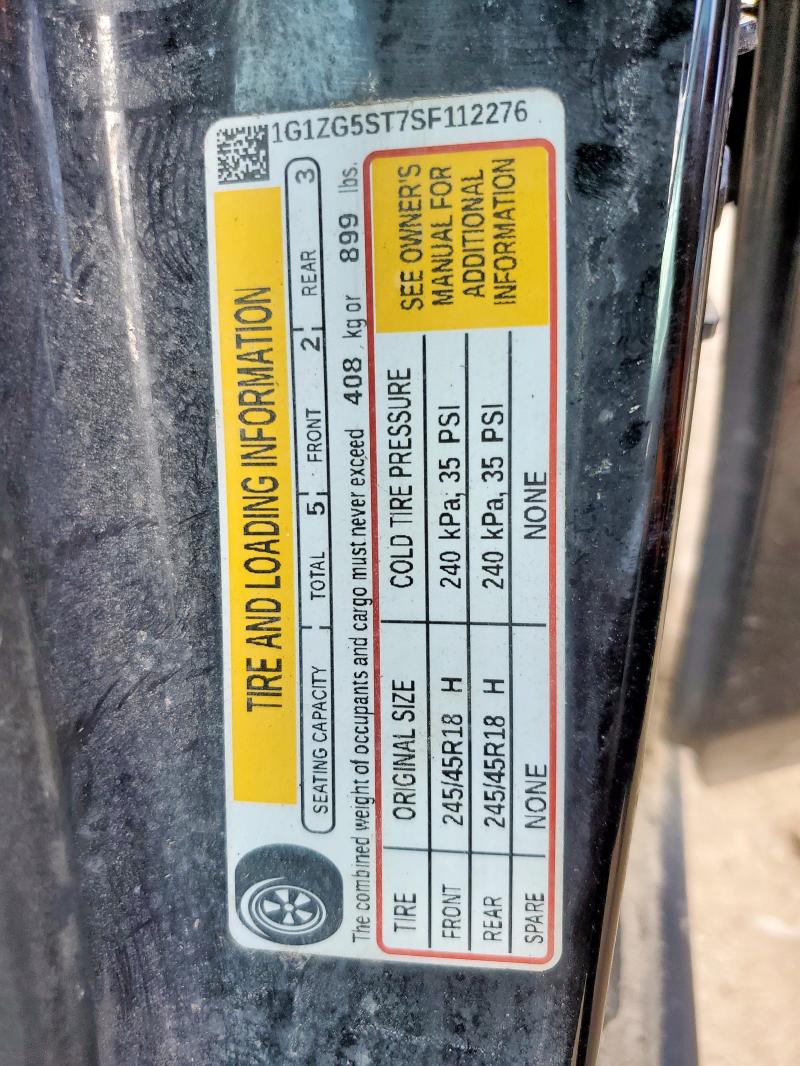 1G1ZG5ST7SF112276
TIRE AND LOADING INFORMATION
SEATING CAPACITY TOTAL 5 FRONT 2 REAR 3
The combined weight of occupants and cargo must never exceed 408 kg or 899 lbs.
TIRE ORIGINAL SIZE COLD TIRE PRESSURE
FRONT 245/45R18 H 240 kPa, 35 PSI
REAR 245/45R18 H 240 kPa, 35 PSI
SPARE NONE NONE
SEE OWNER'S
MANUAL FOR
ADDITIONAL
INFORMATION